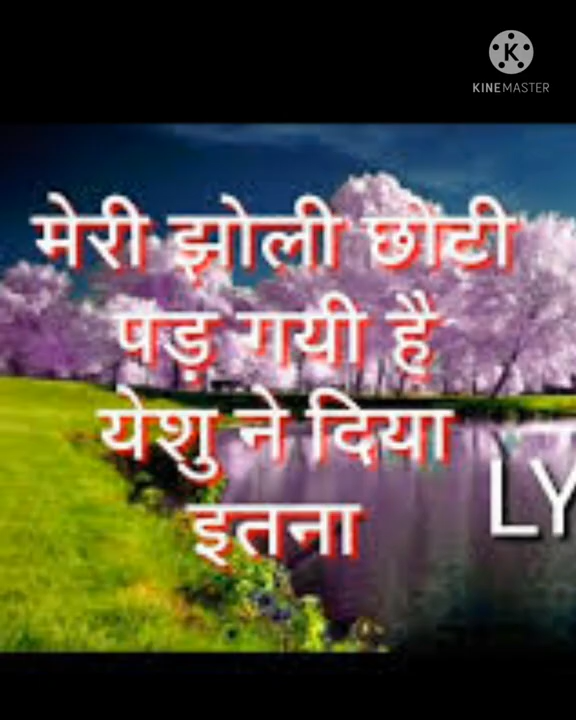 KINEMASTER
मेरी झोली छोटी
पड़ गयी है
येशु ने दिया
इतना
LY